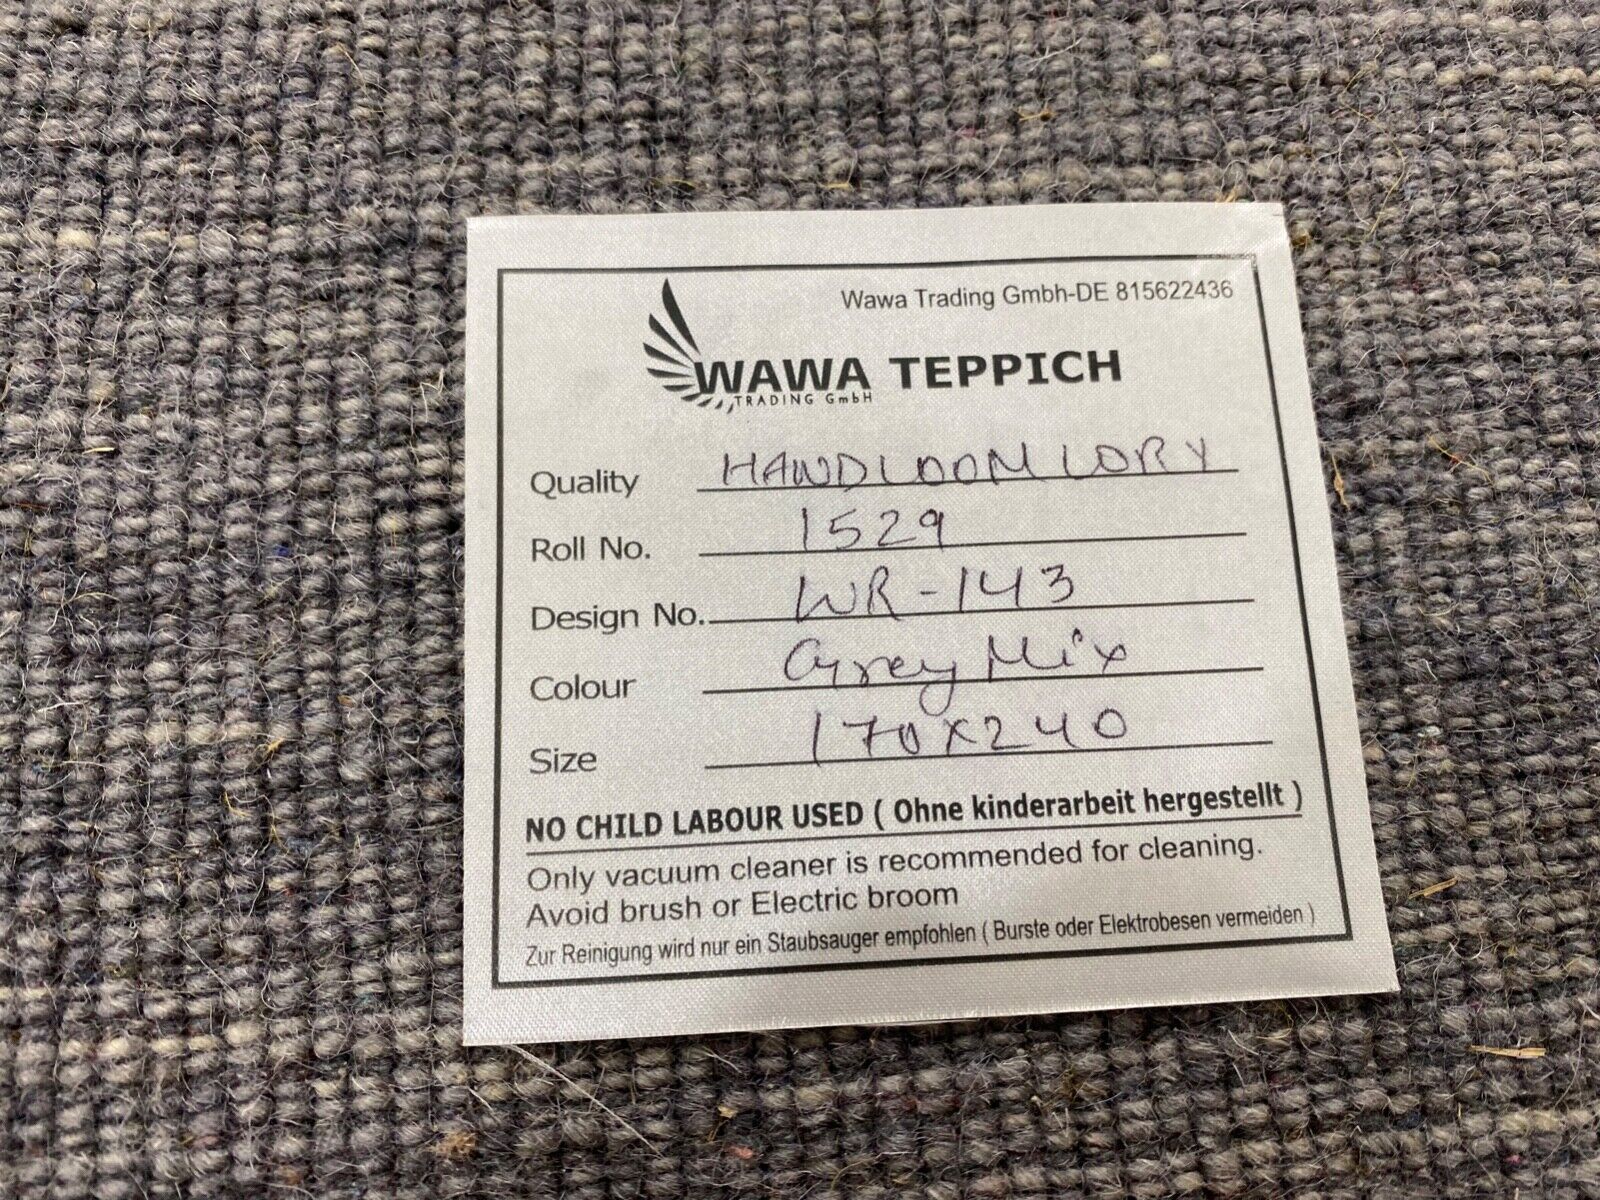 Wawa Trading Gmbh-DE 815622436
WAWA TEPPICH
TRADING GmbH
Quality HANDLOOM LORY
Roll No. 1529
Design No. WR-143
Colour Grey Mix
Size 170x240
NO CHILD LABOUR USED ( Ohne kinderarbeit hergestellt )
Only vacuum cleaner is recommended for cleaning.
Avoid brush or Electric broom
Zur Reinigung wird nur ein Staubsauger empfohlen ( Burste oder Elektrobesen vermeiden )